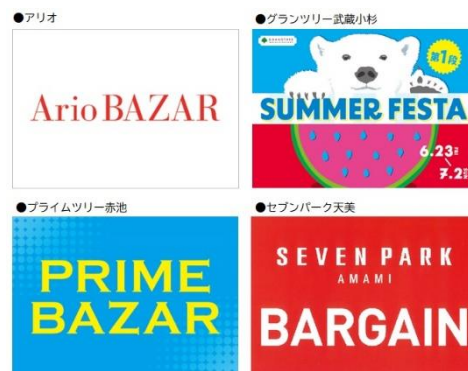 ●アリオ
Ario BAZAR
●グランツリー武蔵小杉
第1段
SUMMER FESTA
6.23
7.2
●プライムツリー赤池
PRIME
BAZAR
●セブンパーク天美
SEVEN PARK
AMAMI
BARGAIN